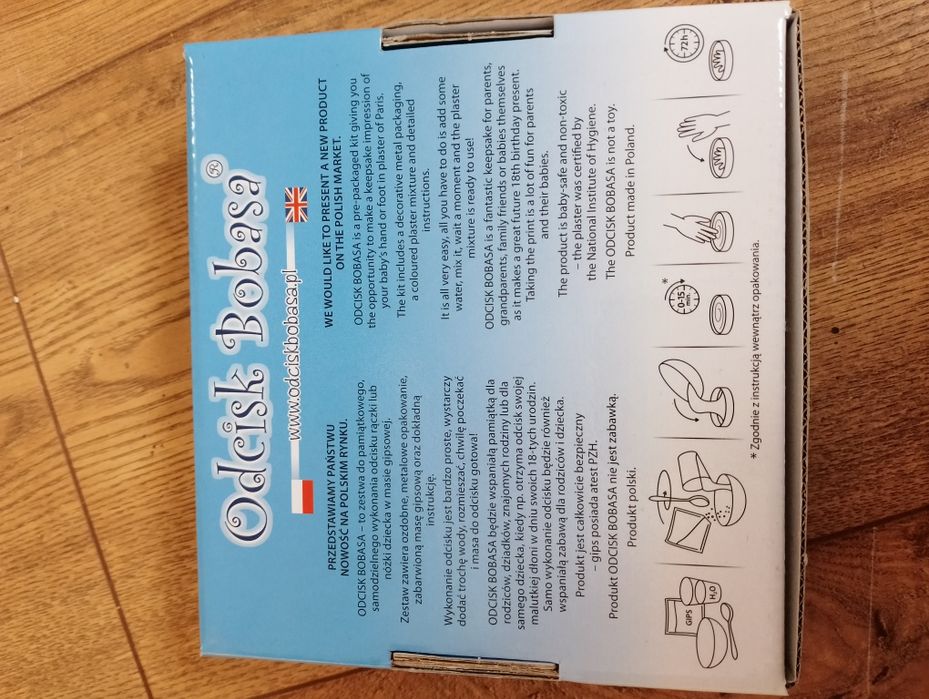 Odcisk Bobasa®
www.odciskbobasa.pl
PRZEDSTAWIAMY PAŃSTWU
NOWOŚĆ NA POLSKIM RYNKU.
ODCISK BOBASA – to zestaw do pamiątkowego,
samodzielnego wykonania odcisku rączki lub
nóżki dziecka w masie gipsowej.
Zestaw zawiera ozdobne, metalowe opakowanie,
zabarwioną masę gipsową oraz dokładną
instrukcję.
Wykonanie odcisku jest bardzo proste, wystarczy
dodać trochę wody, rozmieszać, chwilę poczekać
i masa do odcisku gotowa!
ODCISK BOBASA będzie wspaniałą pamiątką dla
rodziców, dziadków, znajomych rodziny lub dla
samego dziecka, kiedy np. otrzyma odcisk swojej
malutkiej dłoni w dniu swoich 18-tych urodzin.
Samo wykonanie odcisku będzie również
wspaniałą zabawą dla rodziców i dziecka.
Produkt jest całkowicie bezpieczny
– gips posiada atest PZH.
Produkt ODCISK BOBASA nie jest zabawką.
Produkt polski.
WE WOULD LIKE TO PRESENT A NEW PRODUCT
ON THE POLISH MARKET.
ODCISK BOBASA is a pre-packaged kit giving you
the opportunity to make a keepsake impression of
your baby's hand or foot in plaster of Paris.
The kit includes a decorative metal packaging,
a coloured plaster mixture and detailed
instructions.
It is all very easy, all you have to do is add some
water, mix it, wait a moment and the plaster
mixture is ready to use!
ODCISK BOBASA is a fantastic keepsake for parents,
grandparents, family friends or babies themselves
as it makes a great future 18th birthday present.
Taking the print is a lot of fun for parents
and their babies.
The product is baby-safe and non-toxic
– the plaster was certified by
the National Institute of Hygiene.
The ODCISK BOBASA is not a toy.
Product made in Poland.
GIPS
H₂O
0-15
min.
*
72h
* Zgodnie z instrukcją wewnątrz opakowania.